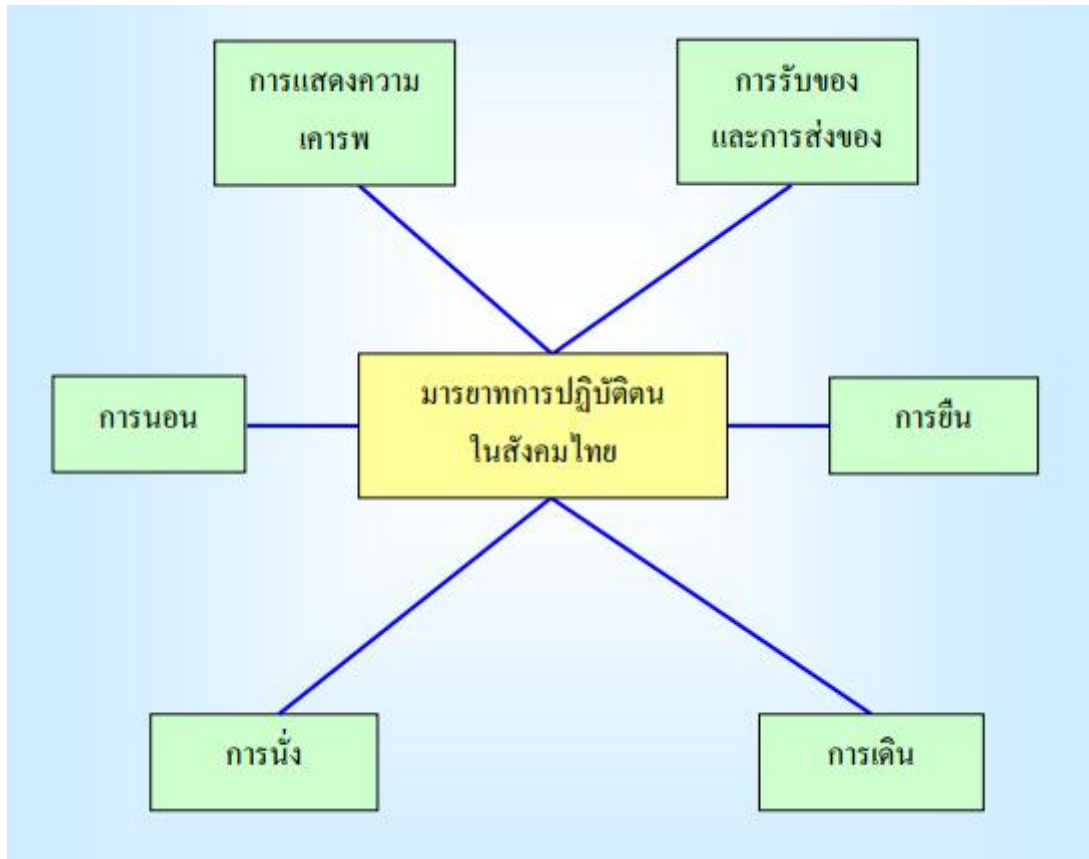 การแสดงความ
เคารพ
การรับของ
และการส่งของ
การนอน
มารยาทการปฏิบัติตน
ในสังคมไทย
การยืน
การนั่ง
การเดิน